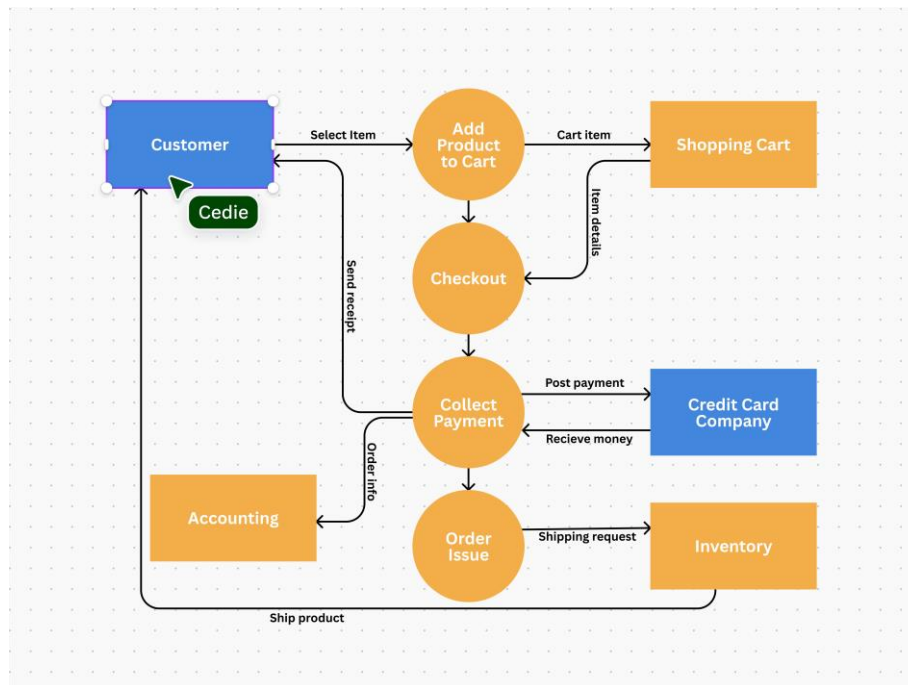 Customer
Cedie
Select Item
Add
Product
to Cart
Cart item
Shopping Cart
Item details
Checkout
Send receipt
Collect
Payment
Post payment
Recieve money
Credit Card
Company
Order info
Accounting
Order
Issue
Shipping request
Inventory
Ship product